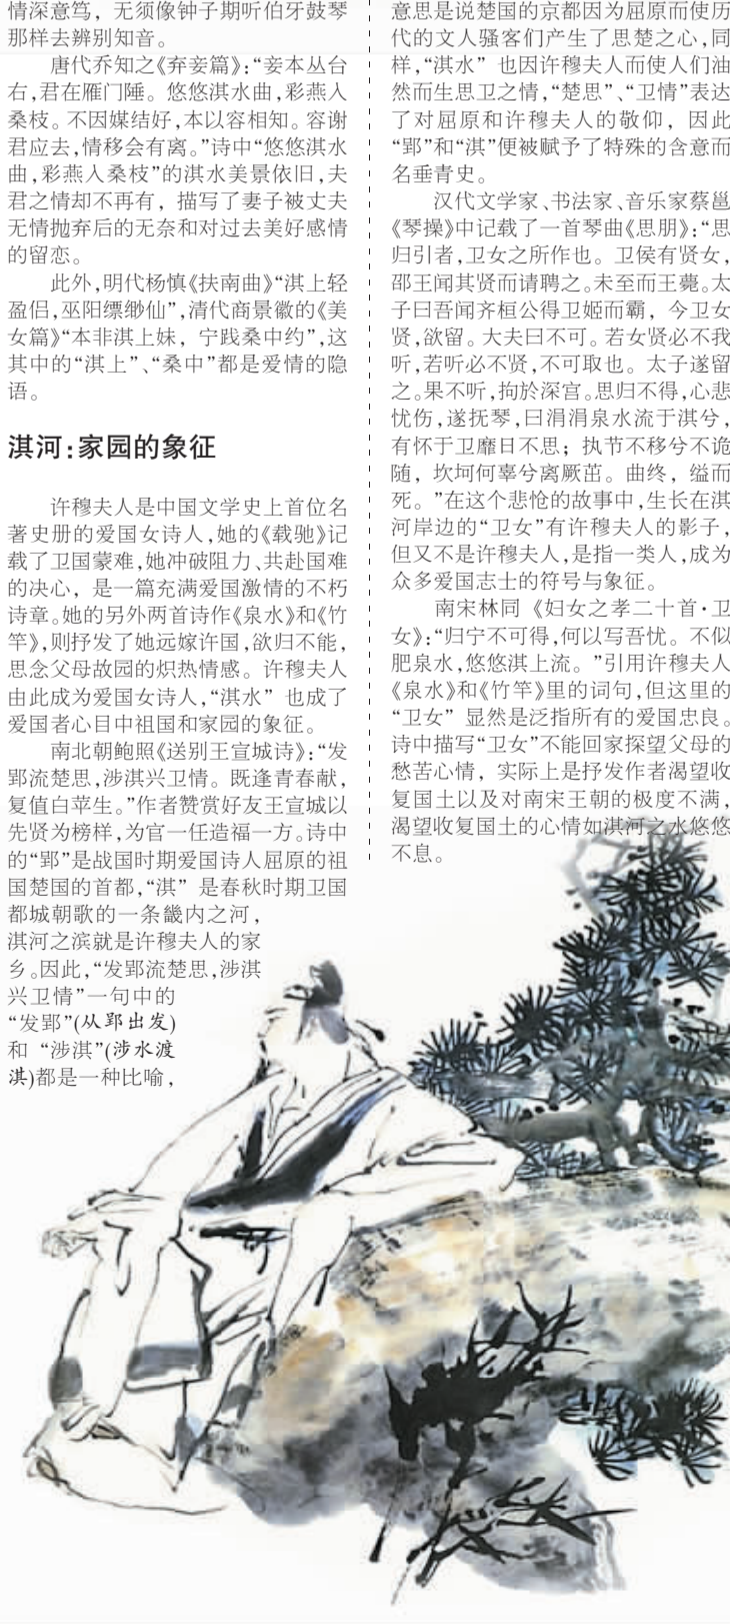 情深意笃，无须像钟子期听伯牙鼓琴
那样去辨别知音。
唐代乔知之《弃妾篇》：“妾本丛台
右，君在雁门陲。悠悠淇水曲，彩燕入
桑枝。不因媒结好，本以容相知。容谢
君应去，情移会有离。”诗中“悠悠淇水
曲，彩燕入桑枝”的淇水美景依旧，夫
君之情却不再有，描写了妻子被丈夫
无情抛弃后的无奈和对过去美好感情
的留恋。
此外，明代杨慎《扶南曲》“淇上轻
盈侣，巫阳缥缈仙”，清代商景徽的《美
女篇》“本非淇上妹，宁践桑中约”，这
其中的“淇上”、“桑中”都是爱情的隐
语。
淇河：家园的象征
许穆夫人是中国文学史上首位名
著史册的爱国女诗人，她的《载驰》记
载了卫国蒙难，她冲破阻力、共赴国难
的决心，是一篇充满爱国激情的不朽
诗章。她的另外两首诗作《泉水》和《竹
竿》，则抒发了她远嫁许国，欲归不能，
思念父母故园的炽热情感。许穆夫人
由此成为爱国女诗人，“淇水”也成了
爱国者心目中祖国和家园的象征。
南北朝鲍照《送别王宣城诗》：“发
郢流楚思，涉淇兴卫情。既逢青春献，
复值白苹生。”作者赞赏好友王宣城以
先贤为榜样，为官一任造福一方。诗中
的“郢”是战国时期爱国诗人屈原的祖
国楚国的首都，“淇”是春秋时期卫国
都城朝歌的一条畿内之河，
淇河之滨就是许穆夫人的家
乡。因此，“发郢流楚思，涉淇
兴卫情”一句中的
“发郢”(从郢出发)
和“涉淇”(涉水渡
淇)都是一种比喻，
意思是说楚国的京都因为屈原而使历
代的文人骚客们产生了思楚之心，同
样，“淇水”也因许穆夫人而使人们油
然而生思卫之情，“楚思”、“卫情”表达
了对屈原和许穆夫人的敬仰，因此
“郢”和“淇”便被赋予了特殊的含意而
名垂青史。
汉代文学家、书法家、音乐家蔡邕
《琴操》中记载了一首琴曲《思朋》：“思
归引者，卫女之所作也。卫侯有贤女，
邵王闻其贤而请聘之。未至而王薨。太
子曰吾闻齐桓公得卫姬而霸，今卫女
贤，欲留。大夫曰不可。若女贤必不我
听，若听必不贤，不可取也。太子遂留
之。果不听，拘於深宫。思归不得，心悲
忧伤，遂抚琴，曰涓涓泉水流于淇兮，
有怀于卫靡日不思；执节不移兮不诡
随，坎坷何辜兮离厥茁。曲终，缢而
死。”在这个悲怆的故事中，生长在淇
河岸边的“卫女”有许穆夫人的影子，
但又不是许穆夫人，是指一类人，成为
众多爱国志士的符号与象征。
南宋林同《妇女之孝二十首·卫
女》：“归宁不可得，何以写吾忧。不似
肥泉水，悠悠淇上流。”引用许穆夫人
《泉水》和《竹竿》里的词句，但这里的
“卫女”显然是泛指所有的爱国忠良。
诗中描写“卫女”不能回家探望父母的
愁苦心情，实际上是抒发作者渴望收
复国土以及对南宋王朝的极度不满，
渴望收复国土的心情如淇河之水悠悠
不息。